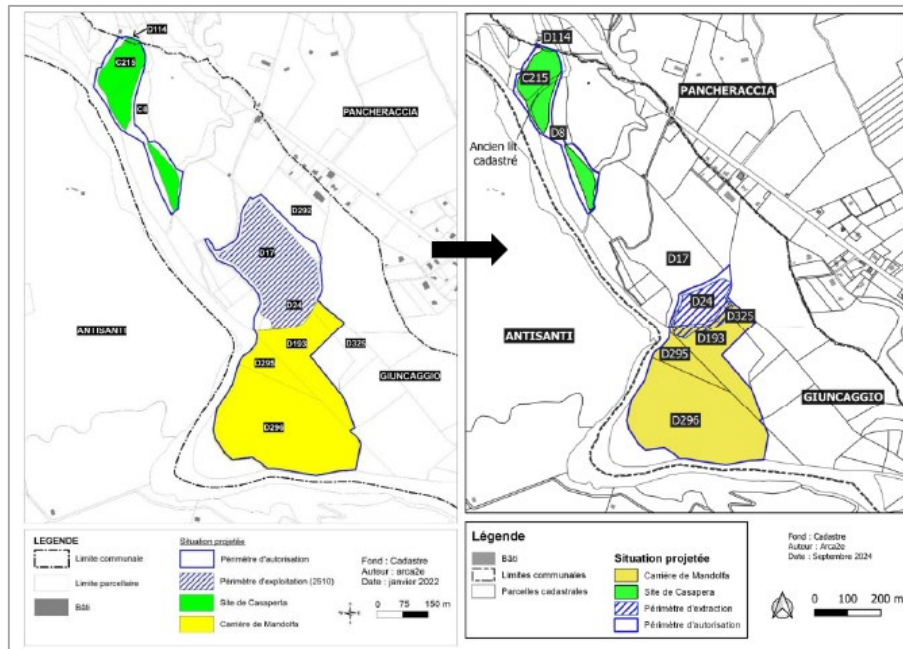 D114
C215
C8
PANCHERACCIA
D292
D17
D24
ANTISANTI
D193
D295
D325
GIUNCAGGIO
D296
LEGENDE
Limite communale
Limite parcellaire
Bâti
Situation projetée
Périmètre d'autorisation
Périmètre d'exploitation (2510)
Site de Casaperta
Carrière de Mandolfa
Fond : Cadastre
Auteur : arca2e
Date : janvier 2022
0 75 150 m
D114
C215
PANCHERACCIA
D8
Ancien lit
cadastré
D17
D24
D325
ANTISANTI
D193
D295
GIUNCAGGIO
D296
Légende
Bâti
Limites communales
Parcelles cadastrales
Situation projetée
Carrière de Mandolfa
Site de Casapera
Périmètre d'extraction
Périmètre d'autorisation
Fond : Cadastre
Auteur : Arca2e
Date : Septembre 2024
0 100 200 m